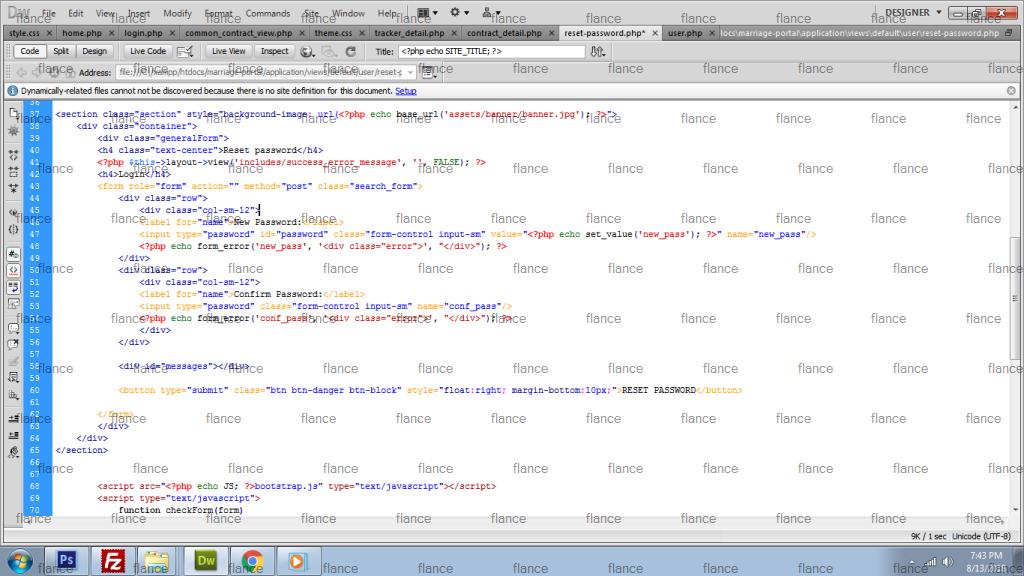 Dw File Edit View Insert Modify Format Commands Site Window Help DESIGNER
style.css × home.php × login.php × common_contract_view.php × theme.css × tracker_detail.php × contract_detail.php × reset-password.php* × user.php × locs\marriage-portal\application\views\default\user\reset-password.php
Code Split Design Live Code Live View Inspect Title: <?php echo SITE_TITLE; ?>
Address: file:///C|/xampp/htdocs/marriage-portal/application/views/default/user/reset-p
Dynamically-related files cannot not be discovered because there is no site definition for this document. Setup
36
37 <section class="section" style="background-image: url(<?php echo base_url('assets/banner/banner.jpg'); ?>">
38 <div class="container">
39 <div class="generalForm">
40 <h4 class="text-center">Reset password</h4>
41 <?php $this->layout->view('includes/success_error_message', '', FALSE); ?>
42 <h4>Login</h4>
43 <form role="form" action="" method="post" class="search_form">
44 <div class="row">
45 <div class="col-sm-12">
46 <label for="name">New Password:</label>
47 <input type="password" id="password" class="form-control input-sm" value="<?php echo set_value('new_pass'); ?>" name="new_pass"/>
48 <?php echo form_error('new_pass', '<div class="error">', "</div>"); ?>
49 </div>
50 <div class="row">
51 <div class="col-sm-12">
52 <label for="name">Confirm Password:</label>
53 <input type="password" class="form-control input-sm" name="conf_pass"/>
54 <?php echo form_error('conf_pass', '<div class="error">', "</div>"); ?>
55 </div>
56 </div>
57
58 <div id="messages"></div>
59
60 <button type="submit" class="btn btn-danger btn-block" style="float:right; margin-bottom:10px;">RESET PASSWORD</button>
61
62 </form>
63 </div>
64 </div>
65 </section>
66
67
68 <script src="<?php echo JS; ?>bootstrap.js" type="text/javascript"></script>
69 <script type="text/javascript">
70 function checkForm(form)
9K / 1 sec Unicode (UTF-8)
Ps Fz Dw 7:43 PM
flance flance flance flance flance flance flance flance flance flance flance